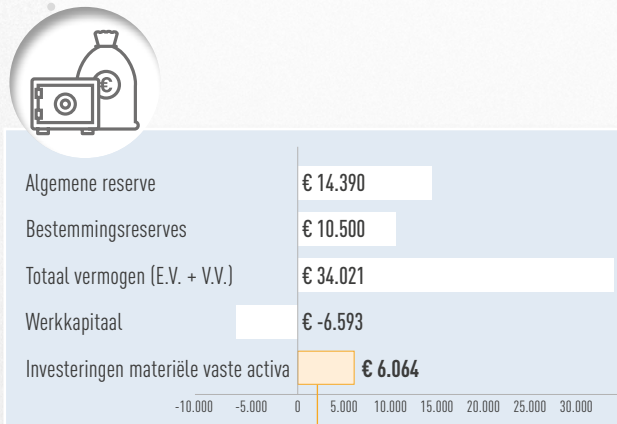 €
Algemene reserve € 14.390
Bestemmingsreserves € 10.500
Totaal vermogen (E.V. + V.V.) € 34.021
Werkkapitaal € -6.593
Investeringen materiële vaste activa € 6.064
-10.000 -5.000 0 5.000 10.000 15.000 20.000 25.000 30.000